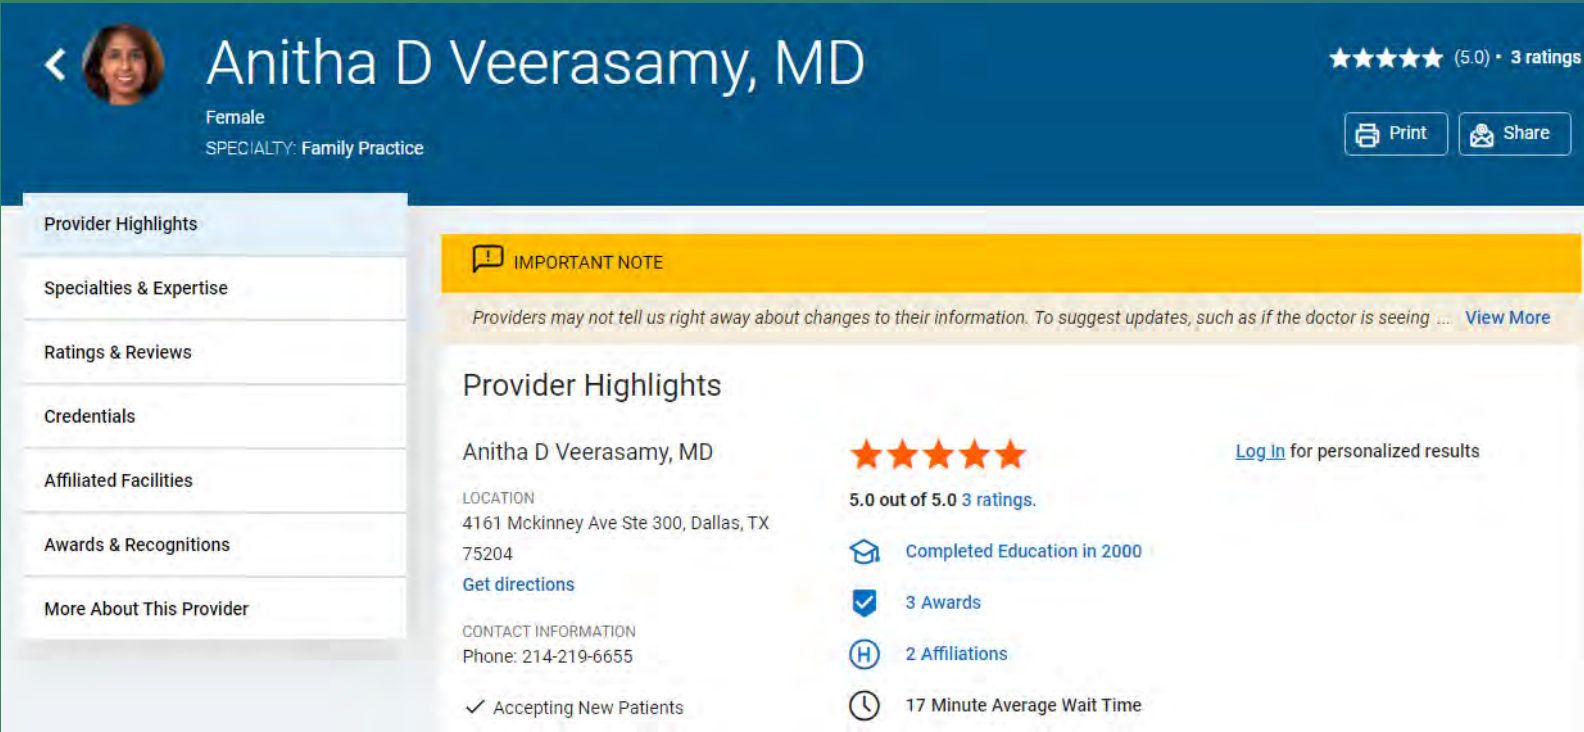 Anitha D Veerasamy, MD
(5.0) • 3 ratings
Female
SPECIALTY: Family Practice
Print
Share
Provider Highlights
Specialties & Expertise
Ratings & Reviews
Credentials
Affiliated Facilities
Awards & Recognitions
More About This Provider
IMPORTANT NOTE
Providers may not tell us right away about changes to their information. To suggest updates, such as if the doctor is seeing ... View More
Provider Highlights
Anitha D Veerasamy, MD
LOCATION
4161 Mckinney Ave Ste 300, Dallas, TX
75204
Get directions
CONTACT INFORMATION
Phone: 214-219-6655
Accepting New Patients
5.0 out of 5.0 3 ratings.
Completed Education in 2000
3 Awards
H 2 Affiliations
17 Minute Average Wait Time
Log In for personalized results